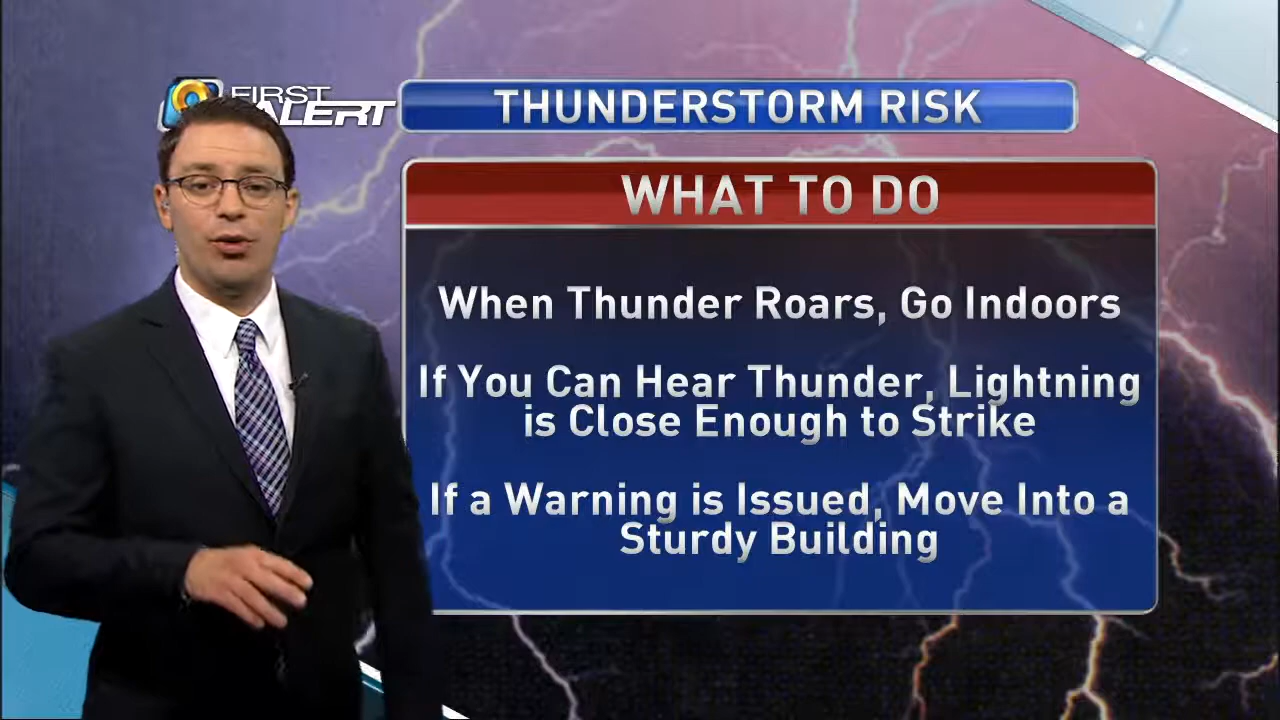 FIRST
ALERT
THUNDERSTORM RISK
WHAT TO DO
When Thunder Roars, Go Indoors
If You Can Hear Thunder, Lightning
is Close Enough to Strike
If a Warning is Issued, Move Into a
Sturdy Building